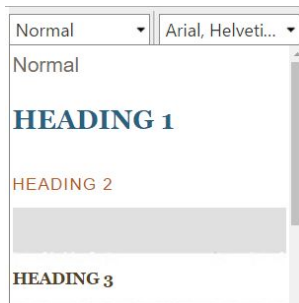 Normal Arial, Helveti...
Normal
HEADING 1
HEADING 2
HEADING 3